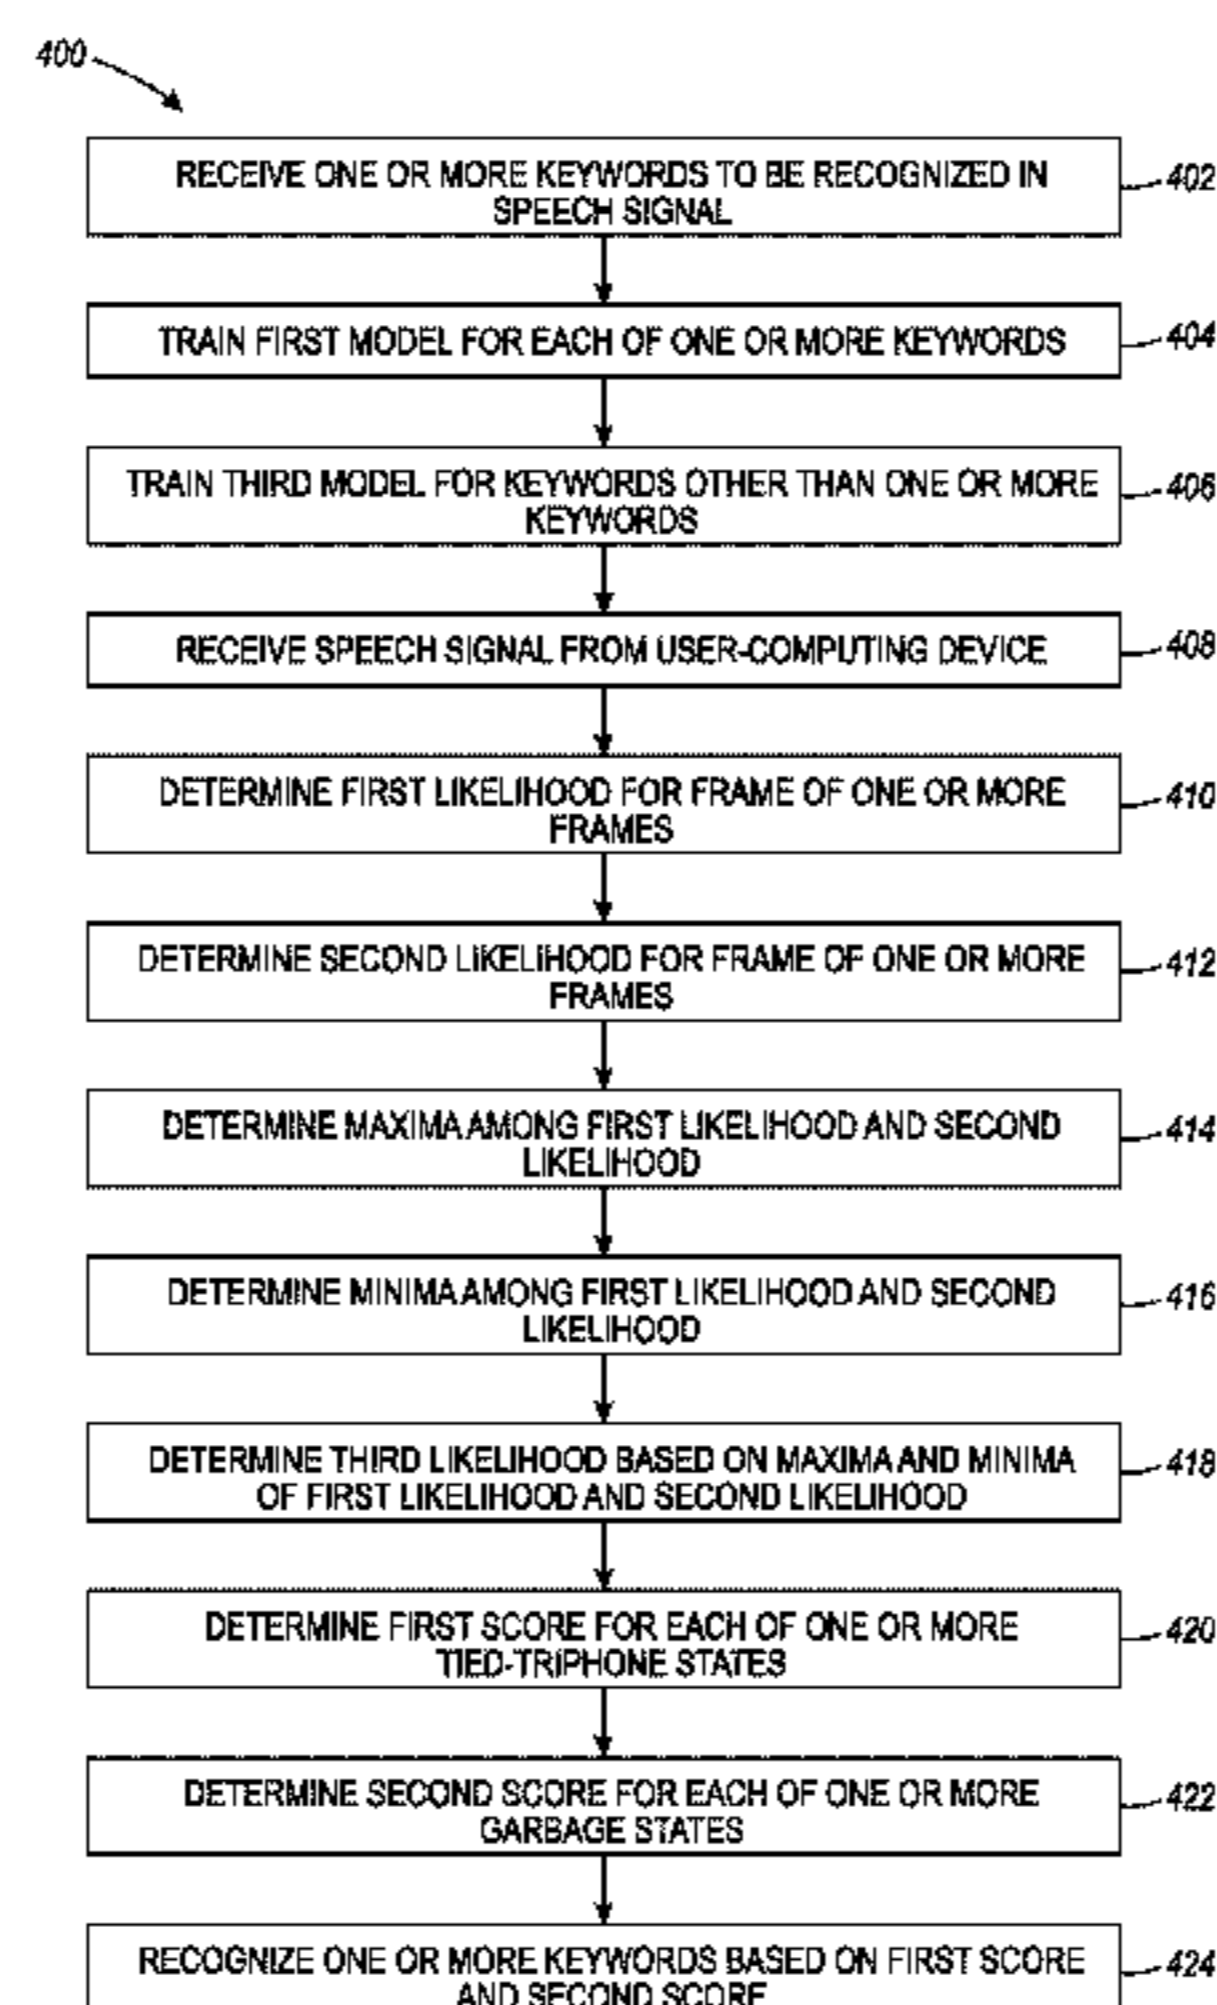 400
RECEIVE ONE OR MORE KEYWORDS TO BE RECOGNIZED IN
SPEECH SIGNAL
402
TRAIN FIRST MODEL FOR EACH OF ONE OR MORE KEYWORDS
404
TRAIN THIRD MODEL FOR KEYWORDS OTHER THAN ONE OR MORE
KEYWORDS
406
RECEIVE SPEECH SIGNAL FROM USER-COMPUTING DEVICE
408
DETERMINE FIRST LIKELIHOOD FOR FRAME OF ONE OR MORE
FRAMES
410
DETERMINE SECOND LIKELIHOOD FOR FRAME OF ONE OR MORE
FRAMES
412
DETERMINE MAXIMA AMONG FIRST LIKELIHOOD AND SECOND
LIKELIHOOD
414
DETERMINE MINIMA AMONG FIRST LIKELIHOOD AND SECOND
LIKELIHOOD
416
DETERMINE THIRD LIKELIHOOD BASED ON MAXIMA AND MINIMA
OF FIRST LIKELIHOOD AND SECOND LIKELIHOOD
418
DETERMINE FIRST SCORE FOR EACH OF ONE OR MORE
TIED-TRIPHONE STATES
420
DETERMINE SECOND SCORE FOR EACH OF ONE OR MORE
GARBAGE STATES
422
RECOGNIZE ONE OR MORE KEYWORDS BASED ON FIRST SCORE
AND SECOND SCORE
424